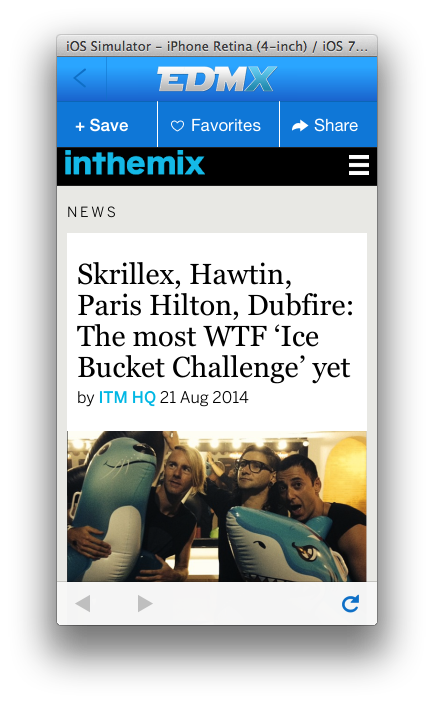 iOS Simulator – iPhone Retina (4-inch) / iOS 7...
EDMX
+ Save
Favorites
Share
inthemix
NEWS
Skrillex, Hawtin,
Paris Hilton, Dubfire:
The most WTF ‘Ice
Bucket Challenge’ yet
by ITM HQ 21 Aug 2014